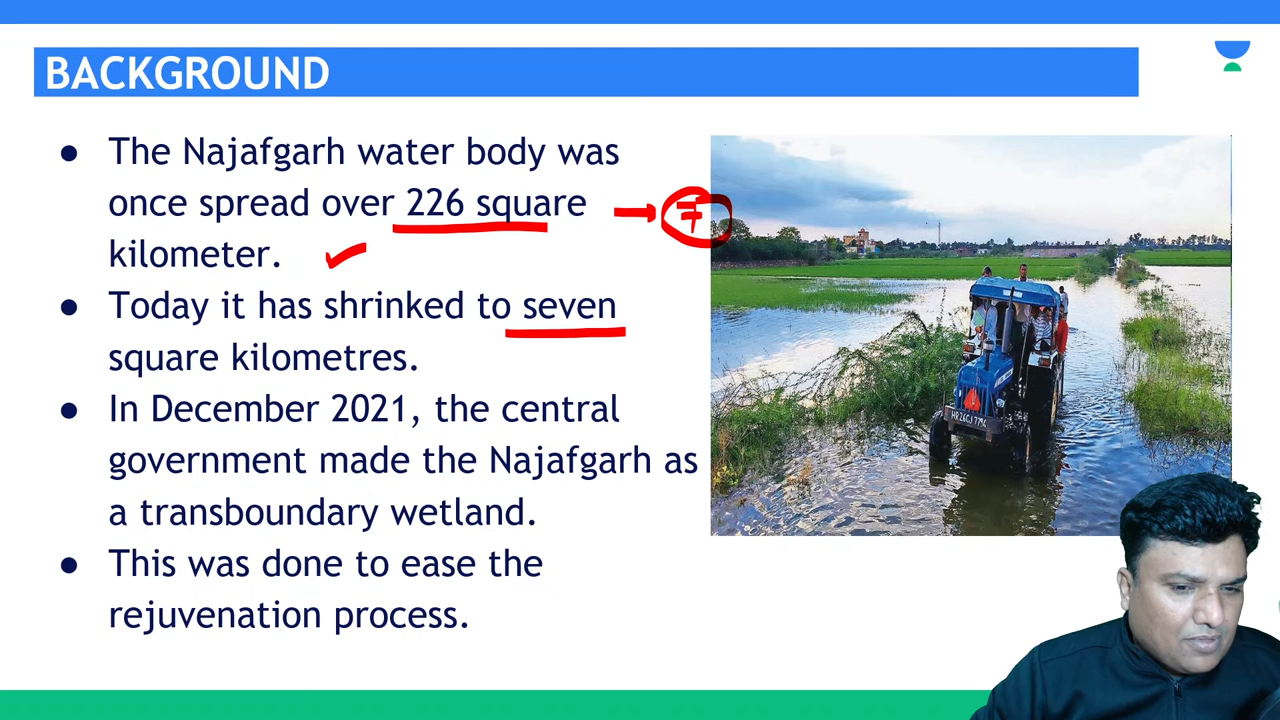 BACKGROUND
● The Najafgarh water body was
once spread over 226 square
kilometer.
● Today it has shrunk to seven
square kilometres.
● In December 2021, the central
government made the Najafgarh as
a transboundary wetland.
● This was done to ease the
rejuvenation process.
7